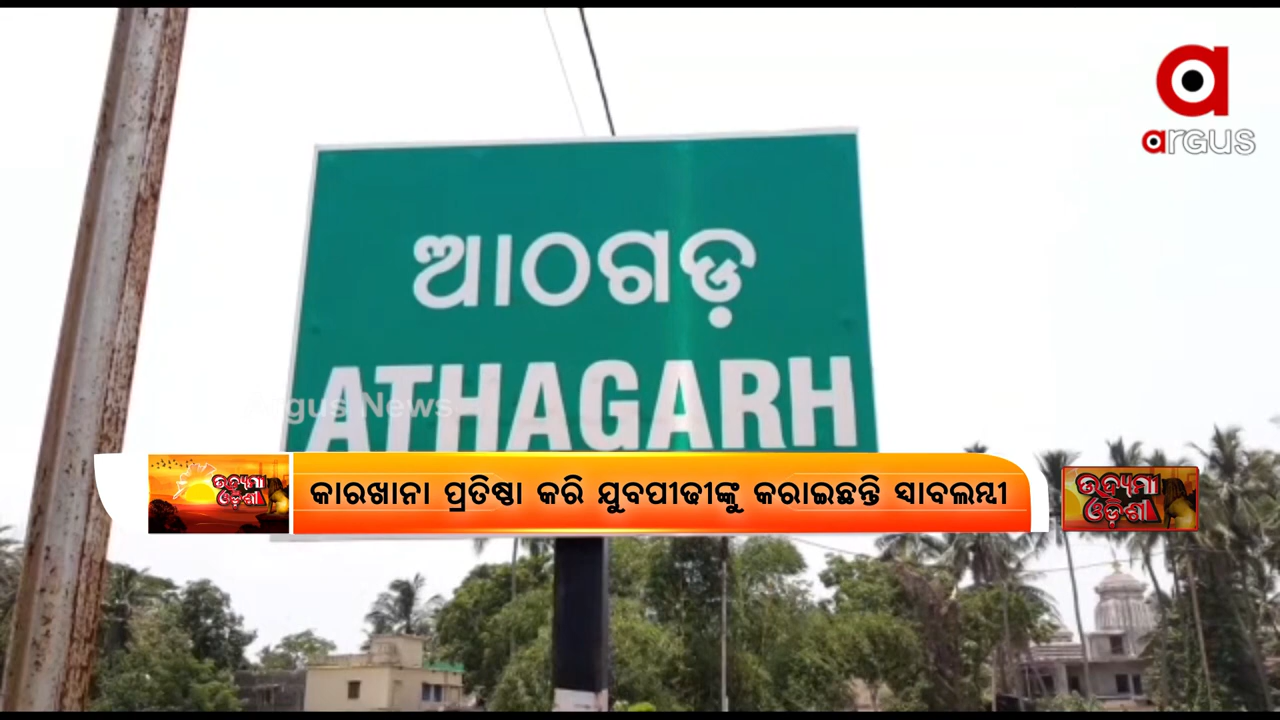 argus
ଆଠଗଡ଼
ATHAGARH
Argus News
ଉଦ୍ୟମୀ ଓଡ଼ିଶା
କାରଖାନା ପ୍ରତିଷ୍ଠା କରି ଯୁବପୀଢୀଙ୍କୁ କରାଇଛନ୍ତି ସ୍ୱାବଲମ୍ବୀ
ଉଦ୍ୟମୀ ଓଡ଼ିଶା